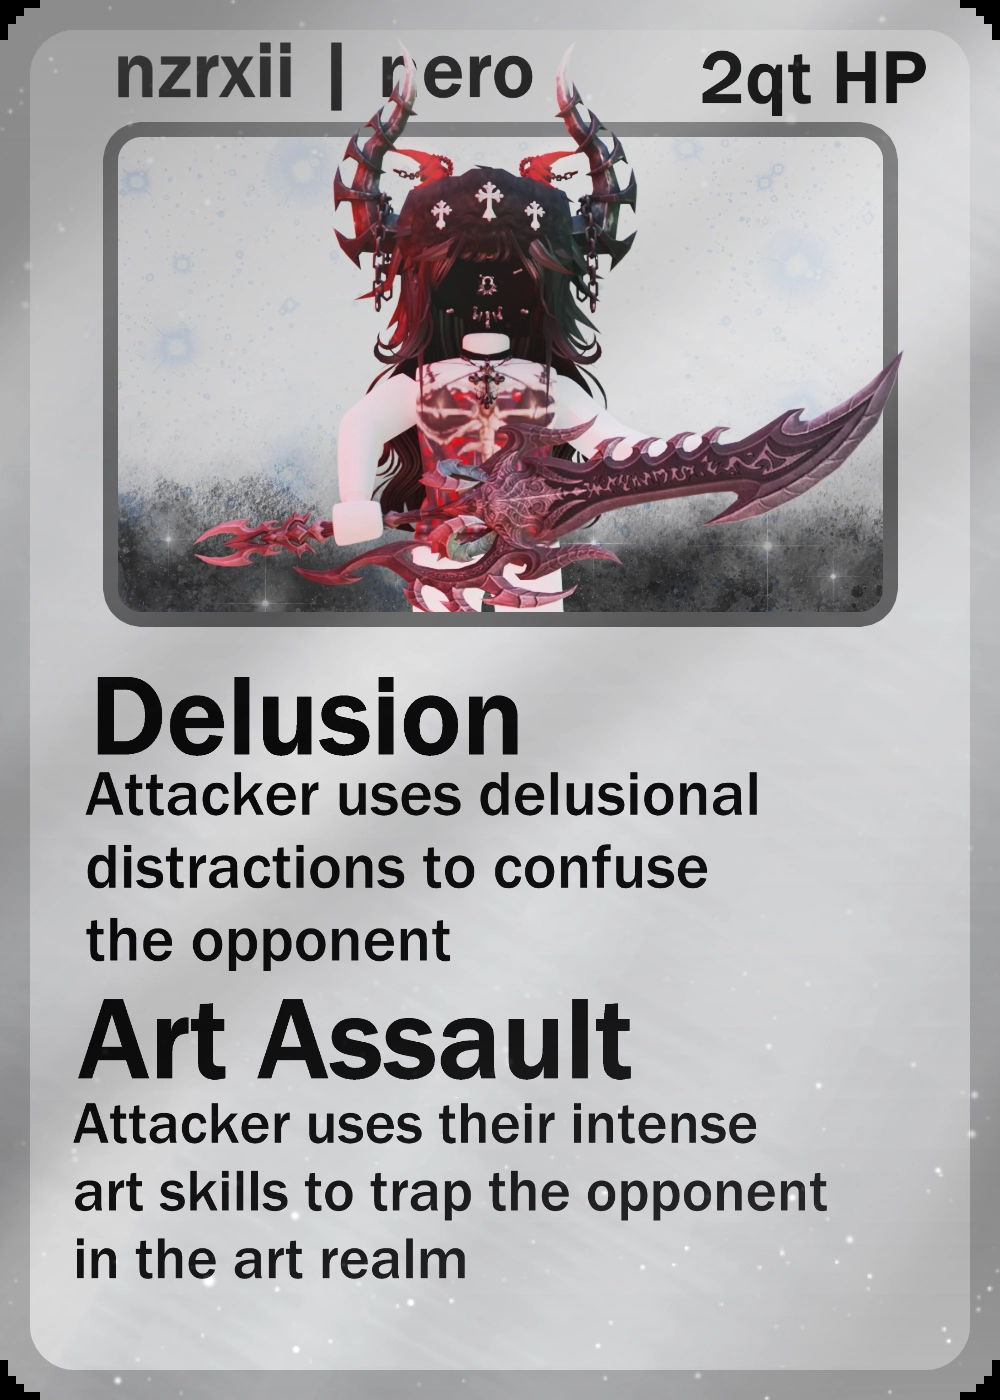 nzrxii | nero
2qt HP
Delusion
Attacker uses delusional
distractions to confuse
the opponent
Art Assault
Attacker uses their intense
art skills to trap the opponent
in the art realm